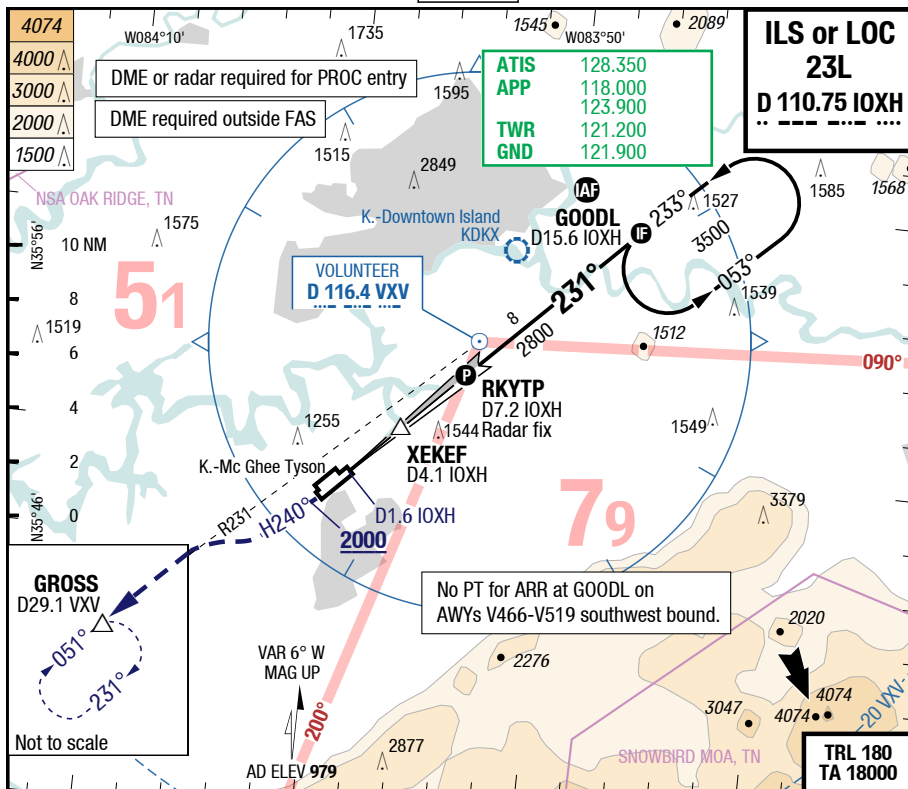 4074
4000
3000
2000
1500
W084°10'
1735
1545
W083°50'
2089
ILS or LOC
23L
D 110.75 IOXH
DME or radar required for PROC entry
DME required outside FAS
ATIS 128.350
APP 118.000
123.900
TWR 121.200
GND 121.900
1595
1515
2849
1585
1568
NSA OAK RIDGE, TN
1575
K.-Downtown Island
KDKX
IAF
GOODL
D15.6 IOXH
IF
233°
1527
3500
053°
1539
N35°56'
10 NM
8
6
4
2
0
N35°46'
51
VOLUNTEER
D 116.4 VXV
231°
8
2800
1519
1512
090°
P
RKYTP
D7.2 IOXH
Radar fix
1255
1544
1549
XEKEF
D4.1 IOXH
K.-Mc Ghee Tyson
D1.6 IOXH
2000
R231
H240°
79
3379
GROSS
D29.1 VXV
051°
231°
Not to scale
No PT for ARR at GOODL on
AWYs V466-V519 southwest bound.
VAR 6° W
MAG UP
200°
AD ELEV 979
2276
2877
2020
3047
4074
4074
20 VXV
SNOWBIRD MOA, TN
TRL 180
TA 18000